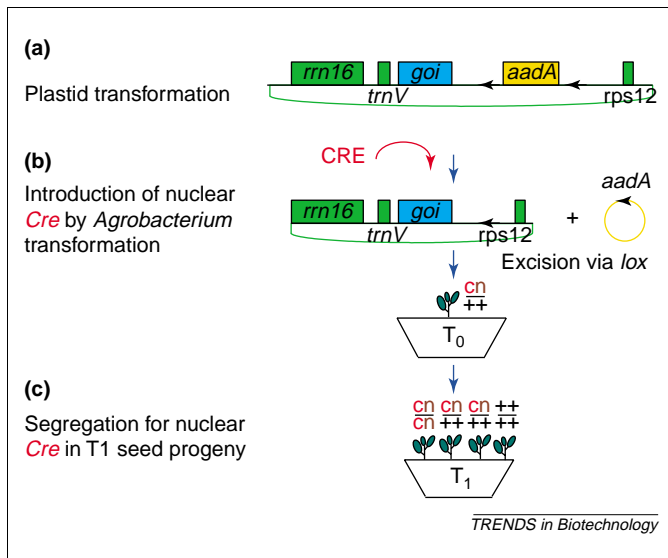 (a)
Plastid transformation
rrn16 goi aadA
trnV rps12
(b)
Introduction of nuclear
Cre by Agrobacterium
transformation
CRE
aadA
rrn16 goi +
trnV rps12
Excision via lox
cn
++
T0
(c)
Segregation for nuclear
Cre in T1 seed progeny
cn cn cn ++
cn ++ ++ ++
T1
TRENDS in Biotechnology